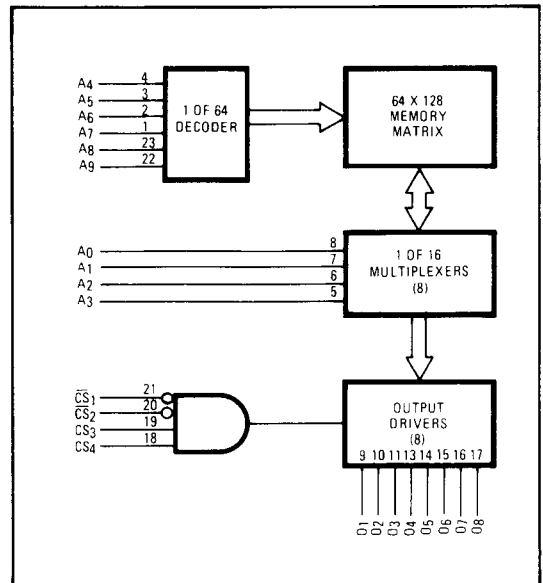 A4 4
A5 3
A6 2
A7 1
A8 23
A9 22
1 OF 64
DECODER
64 X 128
MEMORY
MATRIX
A0 8
A1 7
A2 6
A3 5
1 OF 16
MULTIPLEXERS
(8)
C̅S̅1 21
C̅S̅2 20
CS3 19
CS4 18
OUTPUT
DRIVERS
(8)
9 10 11 13 14 15 16 17
O1 O2 O3 O4 O5 O6 O7 O8